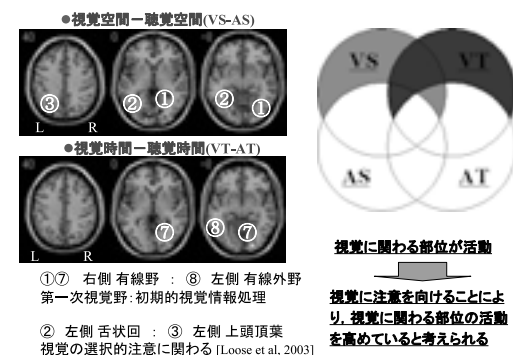 ●視覚空間－聴覚空間(VS-AS)
③ ② ① ② ①
L R
●視覚時間－聴覚時間(VT-AT)
⑦ ⑧ ⑦
L R
①⑦ 右側 有線野 : ⑧ 左側 有線外野
第一次視覚野:初期的視覚情報処理
② 左側 舌状回 : ③ 左側 上頭頂葉
視覚の選択的注意に関わる [Loose et al, 2003]
VS VT
AS AT
視覚に関わる部位が活動
視覚に注意を向けることによ
り，視覚に関わる部位の活動
を高めていると考えられる